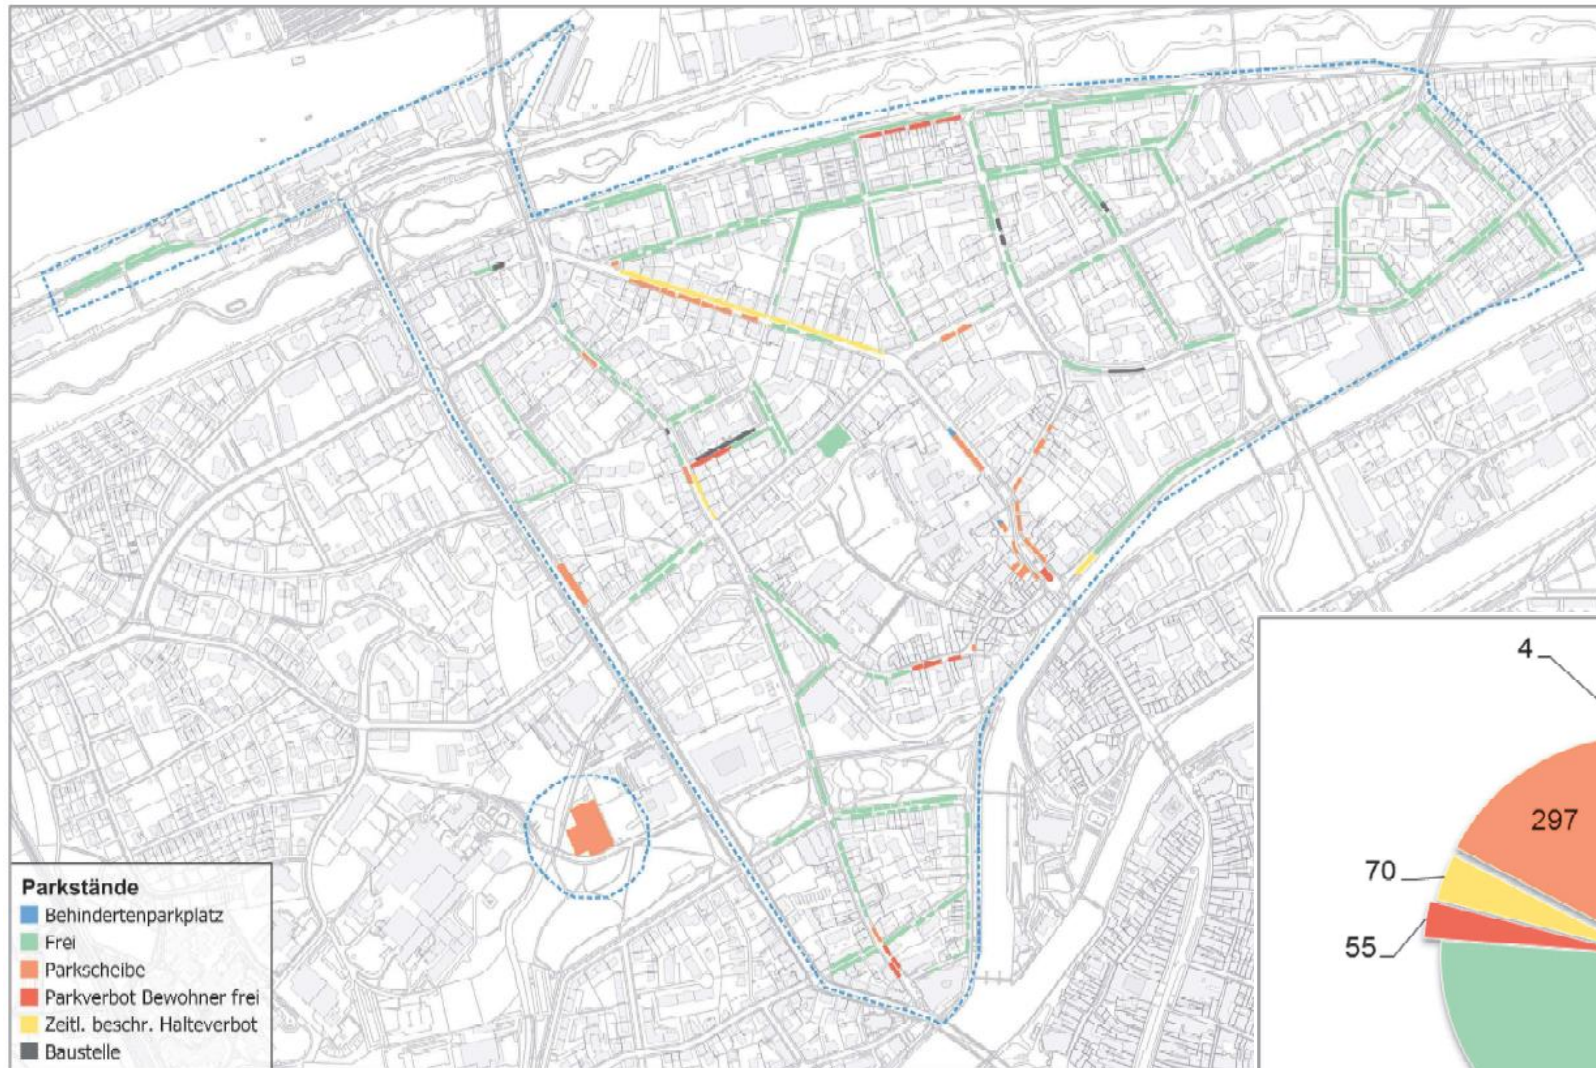 Parkstände
Behindertenparkplatz
Frei
Parkscheibe
Parkverbot Bewohner frei
Zeitl. beschr. Halteverbot
Baustelle
4
297
70
55